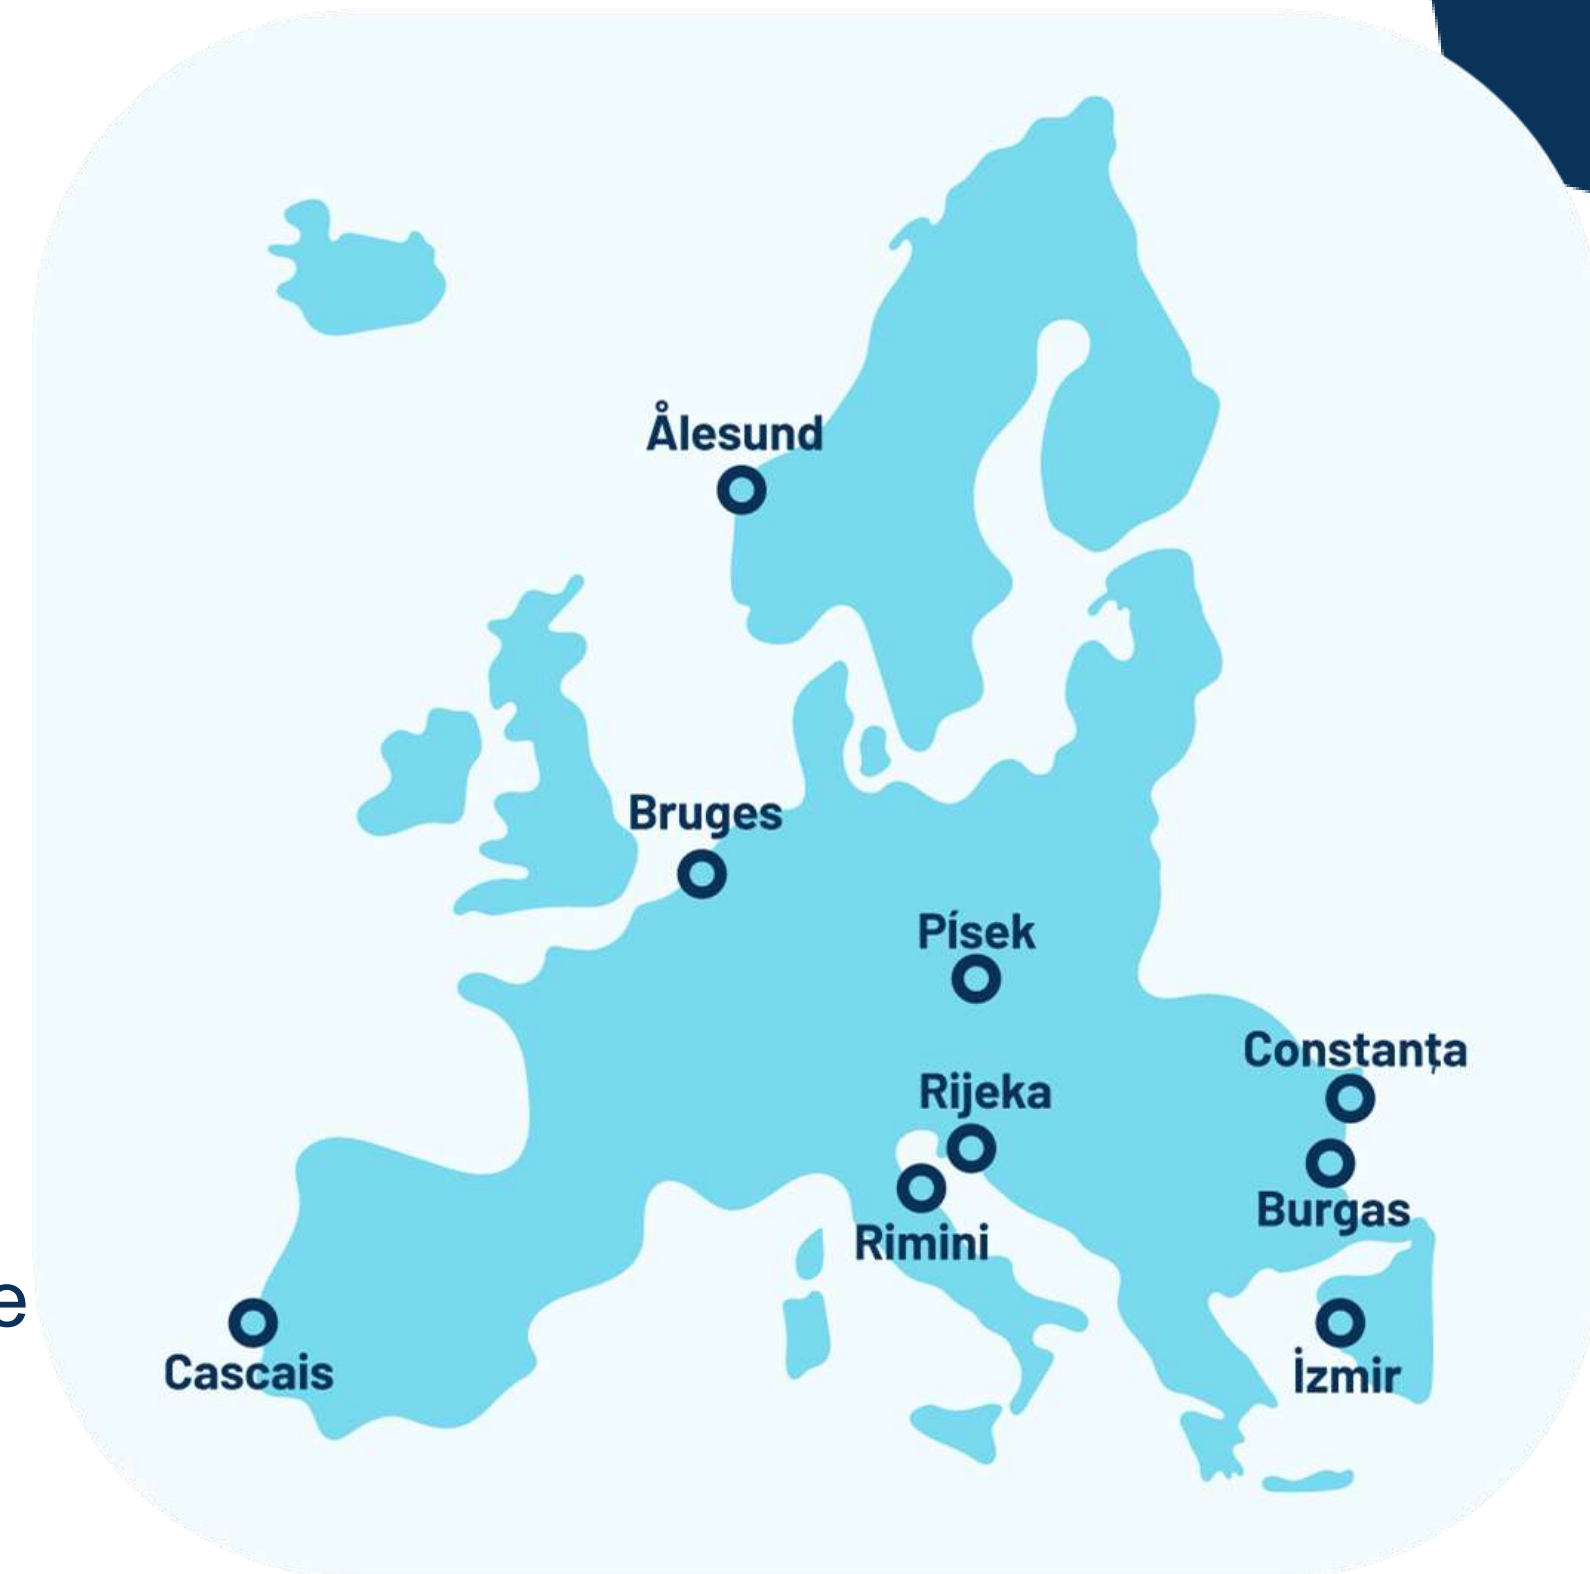 Ålesund
Bruges
Písek
Constanța
Rijeka
Burgas
Rimini
e
Cascais
İzmir